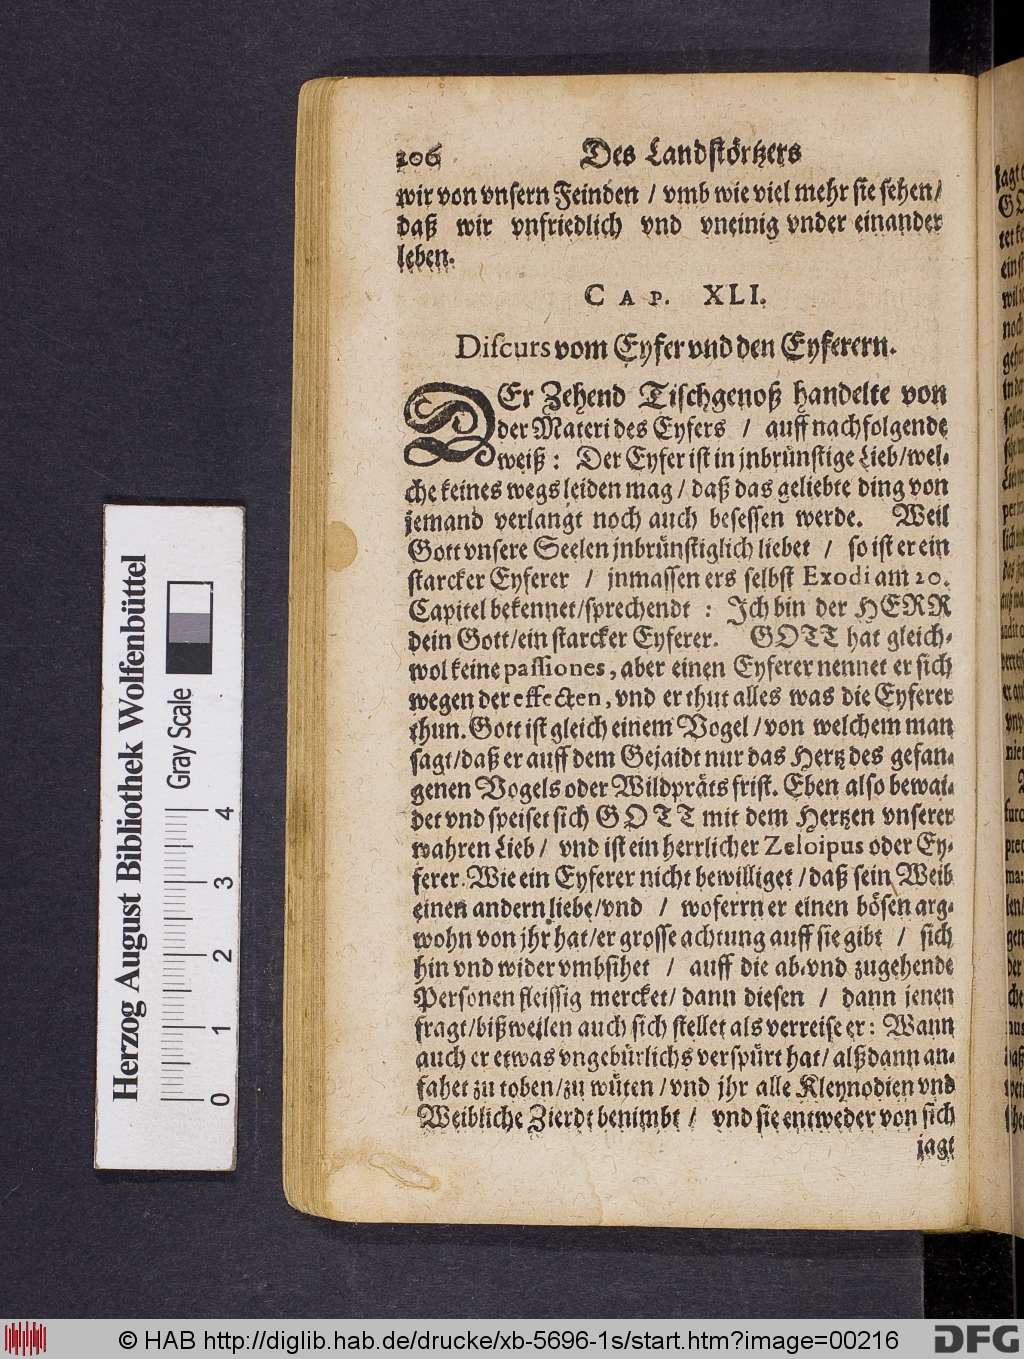 206 Des Landstörtzers
wir von vnsern Feinden / vmb wie viel mehr sie sehen/
daß wir vnfriedlich vnd vneinig vnder einander
leben.
CAP. XLI.
Discurs vom Eyfer vnd den Eyferern.
DEr Zehend Tischgenoß handelte von
der Materi des Eyfers / auff nachfolgende
weiß: Der Eyfer ist in jnbrünstige Lieb/wel-
che keines wegs leiden mag / daß das geliebte ding von
jemand verlangt noch auch besessen werde. Weil
Gott vnsere Seelen jnbrünstiglich liebet / so ist er ein
starcker Eyferer / jnmassen ers selbst Exodi am 20.
Capitel bekennet/sprechendt : Ich bin der HERR
dein Gott/ein starcker Eyferer. GOTT hat gleich-
wol keine passiones, aber einen Eyferer nennet er sich
wegen der effecten, vnd er thut alles was die Eyferer
thun. Gott ist gleich einem Vogel / von welchem man
sagt/daß er auff dem Gejaidt nur das Hertz des gefan-
genen Vogels oder Wildpräts frist. Eben also bewai-
det vnd speiset sich GOTT mit dem Hertzen vnserer
wahren Lieb / vnd ist ein herrlicher Zeloipus oder Ey-
ferer. Wie ein Eyferer nicht bewilliget / daß sein Weib
einen andern liebe/vnd / woferrn er einen bösen arg-
wohn von jhr hat/er grosse achtung auff sie gibt / sich
hin vnd wider vmbsihet / auff die ab-vnd zugehende
Personen fleissig mercket/ dann diesen / dann jenen
fragt/bißweilen auch sich stellet als verreise er: Wann
auch er etwas vngebürlichs verspürt hat/ alßdann an-
fahet zu toben/zu wüten / vnd jhr alle Kleynodien vnd
Weibliche Zierdt benimbt / vnd sie entweder von sich
jagt
Herzog August Bibliothek Wolfenbüttel
Gray Scale
0 1 2 3 4
© HAB http://diglib.hab.de/drucke/xb-5696-1s/start.htm?image=00216
DFG